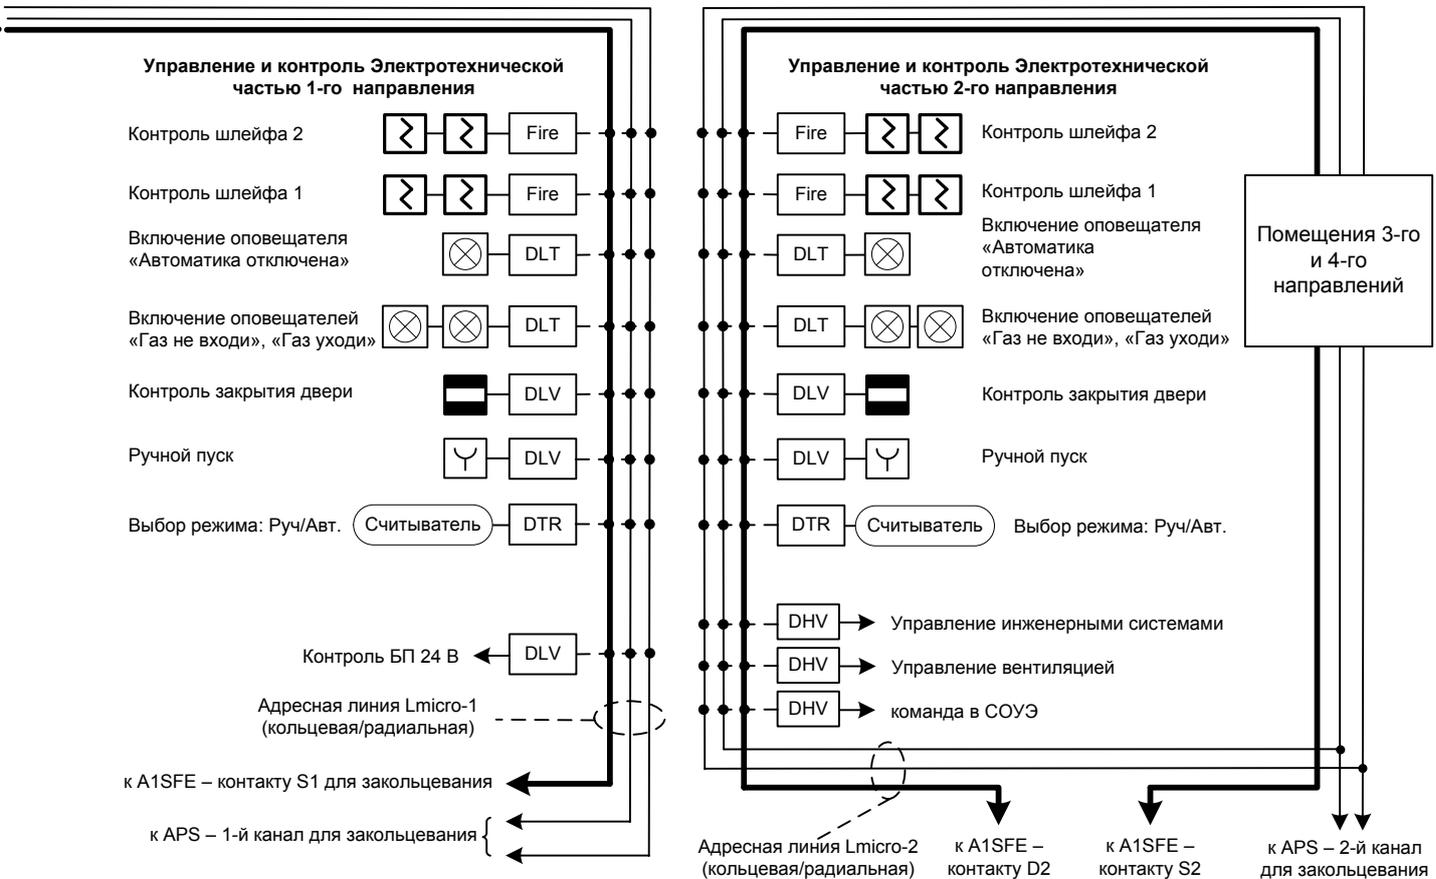 Управление и контроль Электротехнической
частью 1-го направления
Контроль шлейфа 2
Fire
Контроль шлейфа 1
Fire
Включение оповещателя
«Автоматика отключена»
DLT
Включение оповещателей
«Газ не входи», «Газ уходи»
DLT
Контроль закрытия двери
DLV
Ручной пуск
DLV
Выбор режима: Руч/Авт.
Считыватель
DTR
Контроль БП 24 В
DLV
Адресная линия Lmicro-1
(кольцевая/радиальная)
к A1SFE – контакту S1 для закольцевания
к APS – 1-й канал для закольцевания
Управление и контроль Электротехнической
частью 2-го направления
Fire
Контроль шлейфа 2
Fire
Контроль шлейфа 1
DLT
Включение оповещателя
«Автоматика
отключена»
DLT
Включение оповещателей
«Газ не входи», «Газ уходи»
DLV
Контроль закрытия двери
DLV
Ручной пуск
DTR
Считыватель
Выбор режима: Руч/Авт.
DHV
Управление инженерными системами
DHV
Управление вентиляцией
DHV
команда в СОУЭ
Помещения 3-го
и 4-го
направлений
Адресная линия Lmicro-2
(кольцевая/радиальная)
к A1SFE –
контакту D2
к A1SFE –
контакту S2
к APS – 2-й канал
для закольцевания